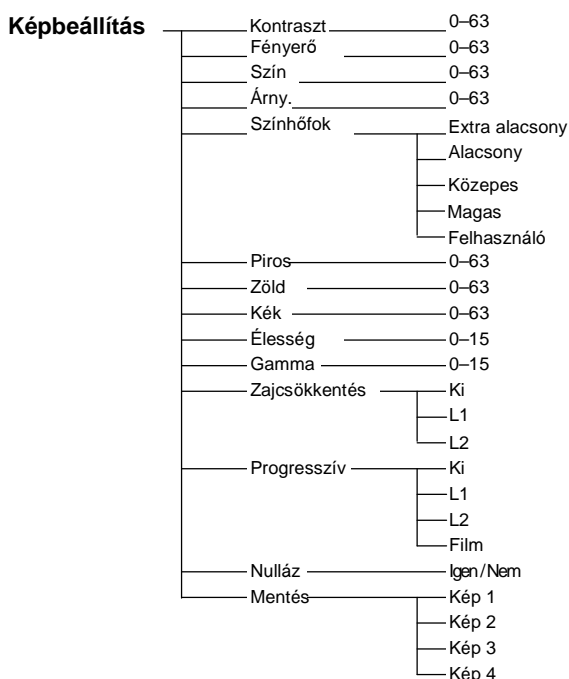 Képbeállítás
Kontraszt 0–63
Fényerő 0–63
Szín 0–63
Árny. 0–63
Színhőfok Extra alacsony
Alacsony
Közepes
Magas
Felhasználó
Piros 0–63
Zöld 0–63
Kék 0–63
Élesség 0–15
Gamma 0–15
Zajcsökkentés Ki
L1
L2
Progresszív Ki
L1
L2
Film
Nulláz Igen/Nem
Mentés Kép 1
Kép 2
Kép 3
Kép 4